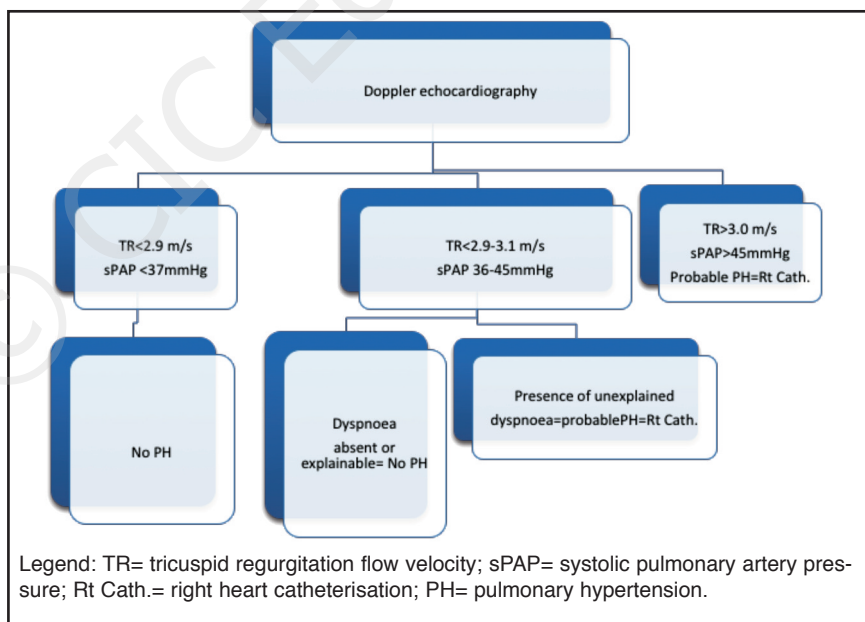 Doppler echocardiography
TR<2.9 m/s
sPAP <37mmHg
TR<2.9-3.1 m/s
sPAP 36-45mmHg
TR>3.0 m/s
sPAP>45mmHg
Probable PH=Rt Cath.
No PH
Dyspnoea
absent or
explainable= No PH
Presence of unexplained
dyspnoea=probablePH=Rt Cath.
Legend: TR= tricuspid regurgitation flow velocity; sPAP= systolic pulmonary artery pres-
sure; Rt Cath.= right heart catheterisation; PH= pulmonary hypertension.
© CIC